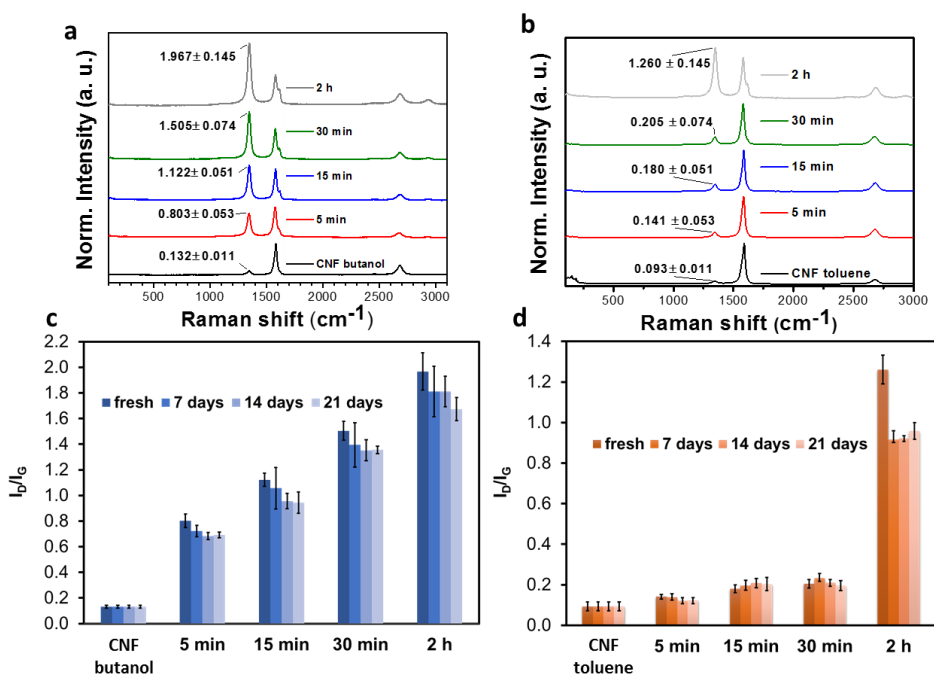 a
Norm. Intensity (a. u.)
1.967± 0.145
2 h
1.505± 0.074
30 min
1.122± 0.051
15 min
0.803± 0.053
5 min
0.132± 0.011
CNF butanol
500 1000 1500 2000 2500 3000
Raman shift (cm-1)
b
Norm. Intensity (a. u.)
1.260 ± 0.145
2 h
0.205 ± 0.074
30 min
0.180 ± 0.051
15 min
0.141 ± 0.053
5 min
0.093± 0.011
CNF toluene
500 1000 1500 2000 2500 3000
Raman shift (cm-1)
c
ID/IG
2.2
2.0
1.8
1.6
1.4
1.2
1.0
0.8
0.6
0.4
0.2
0.0
fresh 7 days 14 days 21 days
CNF butanol 5 min 15 min 30 min 2 h
d
ID/IG
1.4
1.2
1.0
0.8
0.6
0.4
0.2
0.0
fresh 7 days 14 days 21 days
CNF toluene 5 min 15 min 30 min 2 h